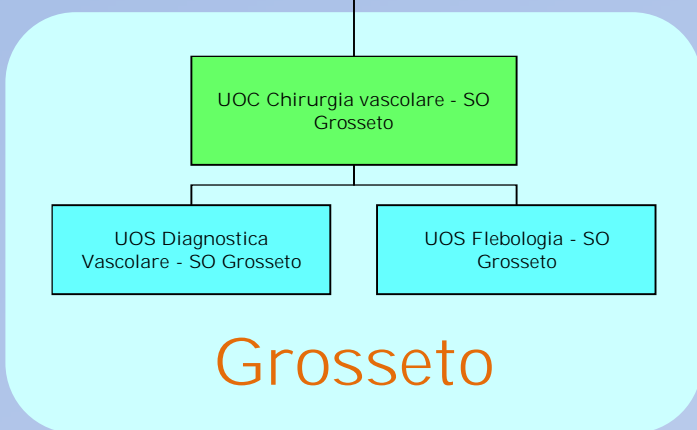 UOC Chirurgia vascolare - SO
Grosseto
UOS Diagnostica
Vascolare - SO Grosseto
UOS Flebologia - SO
Grosseto
Grosseto